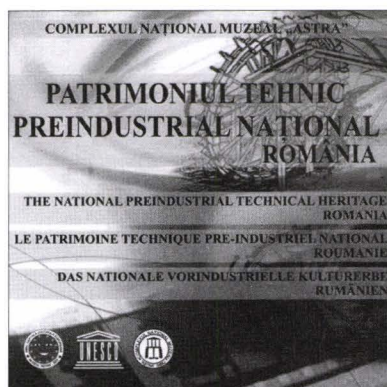 COMPLEXUL NAȚIONAL MUZEAL „ASTRA”
PATRIMONIUL TEHNIC
PREINDUSTRIAL NAȚIONAL
ROMÂNIA
THE NATIONAL PREINDUSTRIAL TECHNICAL HERITAGE
ROMANIA
LE PATRIMOINE TECHNIQUE PRE-INDUSTRIEL NATIONAL
ROUMANIE
DAS NATIONALE VORINDUSTRIELLE KULTURERBE
RUMÄNIEN
UNESCO